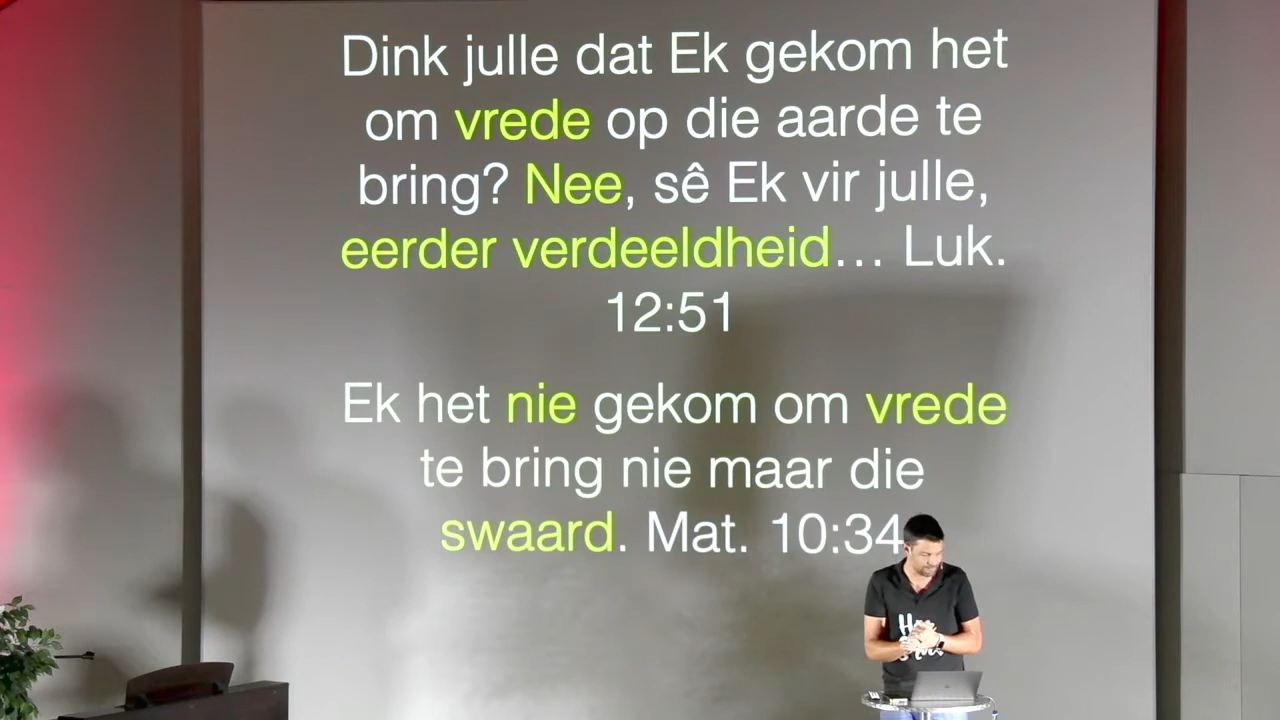 Dink julle dat Ek gekom het
om vrede op die aarde te
bring? Nee, sê Ek vir julle,
eerder verdeeldheid... Luk.
12:51
Ek het nie gekom om vrede
te bring nie maar die
swaard. Mat. 10:34